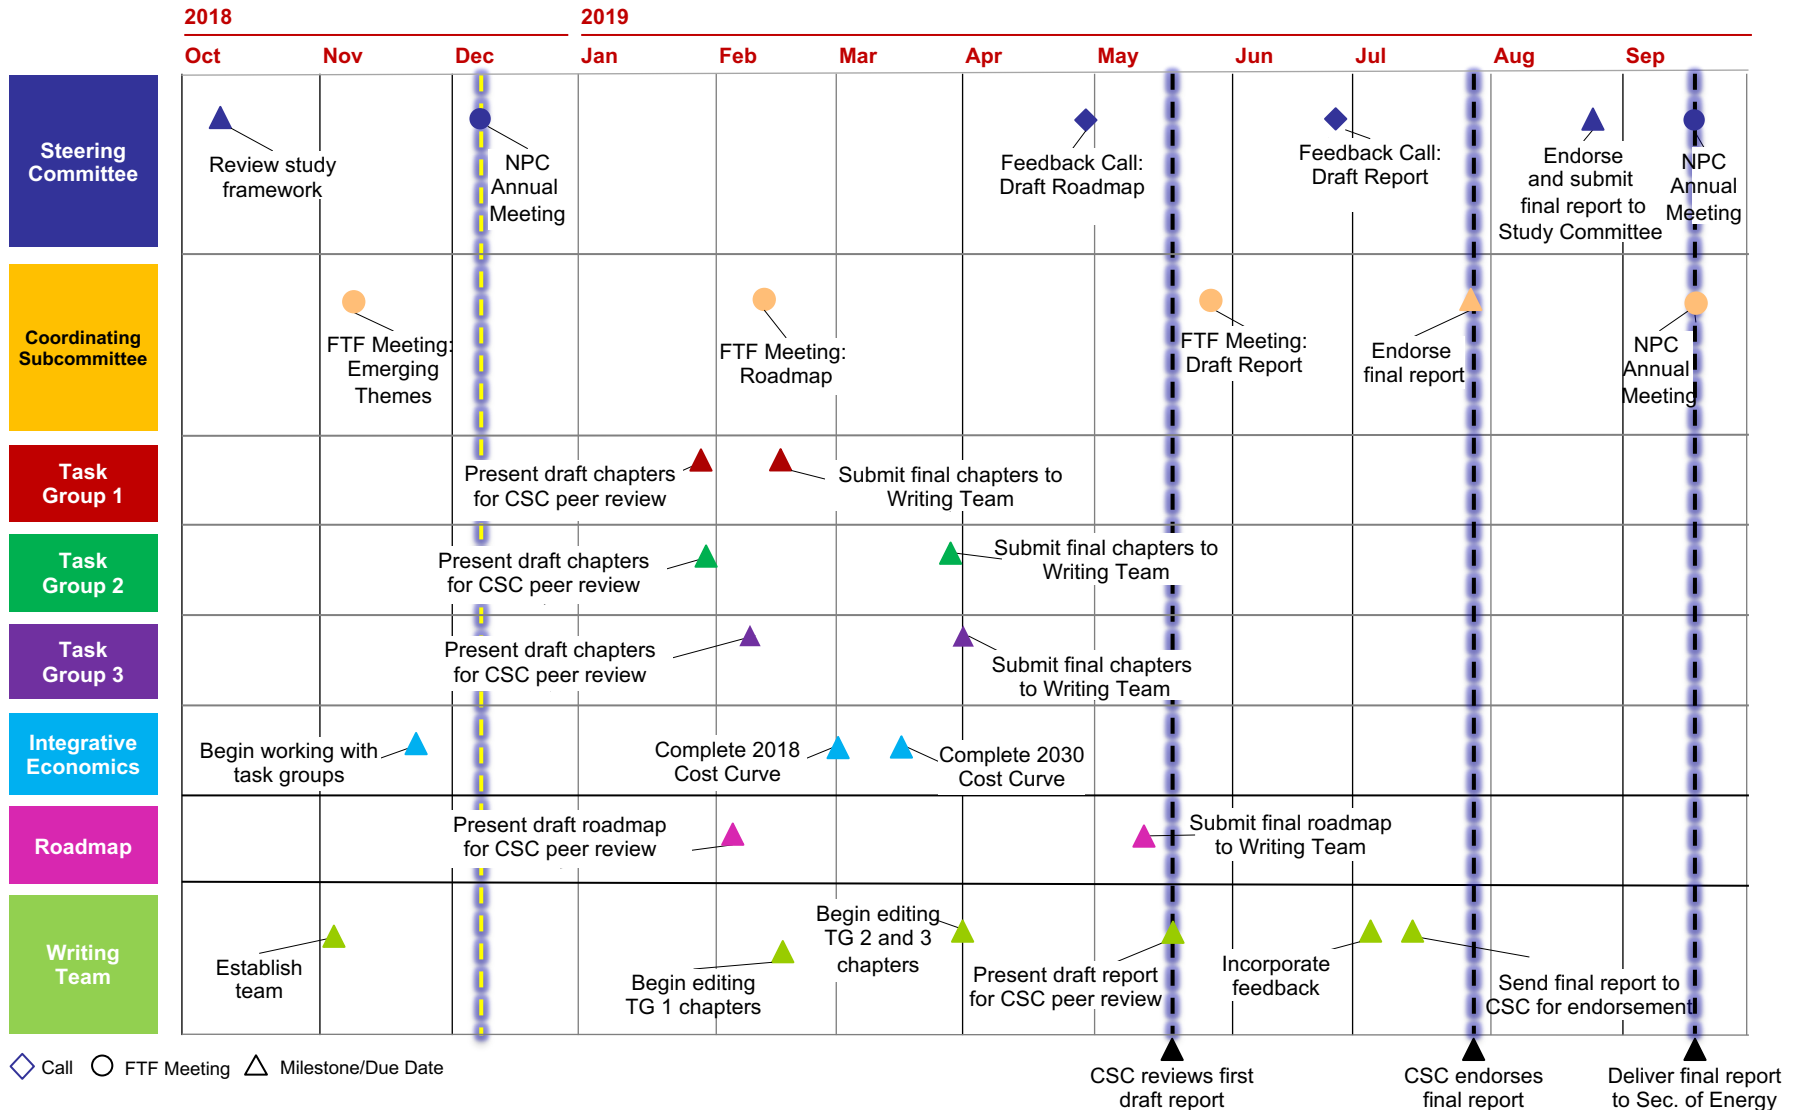 2018
2019
Oct
Nov
Dec
Jan
Feb
Mar
Apr
May
Jun
Jul
Aug
Sep
Steering
Committee
Review study
framework
NPC
Annual
Meeting
Feedback Call:
Draft Roadmap
Feedback Call:
Draft Report
Endorse
and submit
final report to
Study Committee
NPC
Annual
Meeting
Coordinating
Subcommittee
FTF Meeting:
Emerging
Themes
FTF Meeting:
Roadmap
FTF Meeting:
Draft Report
Endorse
final report
NPC
Annual
Meeting
Task
Group 1
Present draft chapters
for CSC peer review
Submit final chapters to
Writing Team
Task
Group 2
Present draft chapters
for CSC peer review
Submit final chapters to
Writing Team
Task
Group 3
Present draft chapters
for CSC peer review
Submit final chapters
to Writing Team
Integrative
Economics
Begin working with
task groups
Complete 2018
Cost Curve
Complete 2030
Cost Curve
Roadmap
Present draft roadmap
for CSC peer review
Submit final roadmap
to Writing Team
Writing
Team
Establish
team
Begin editing
TG 1 chapters
Begin editing
TG 2 and 3
chapters
Present draft report
for CSC peer review
Incorporate
feedback
Send final report to
CSC for endorsement
Call
FTF Meeting
Milestone/Due Date
CSC reviews first
draft report
CSC endorses
final report
Deliver final report
to Sec. of Energy